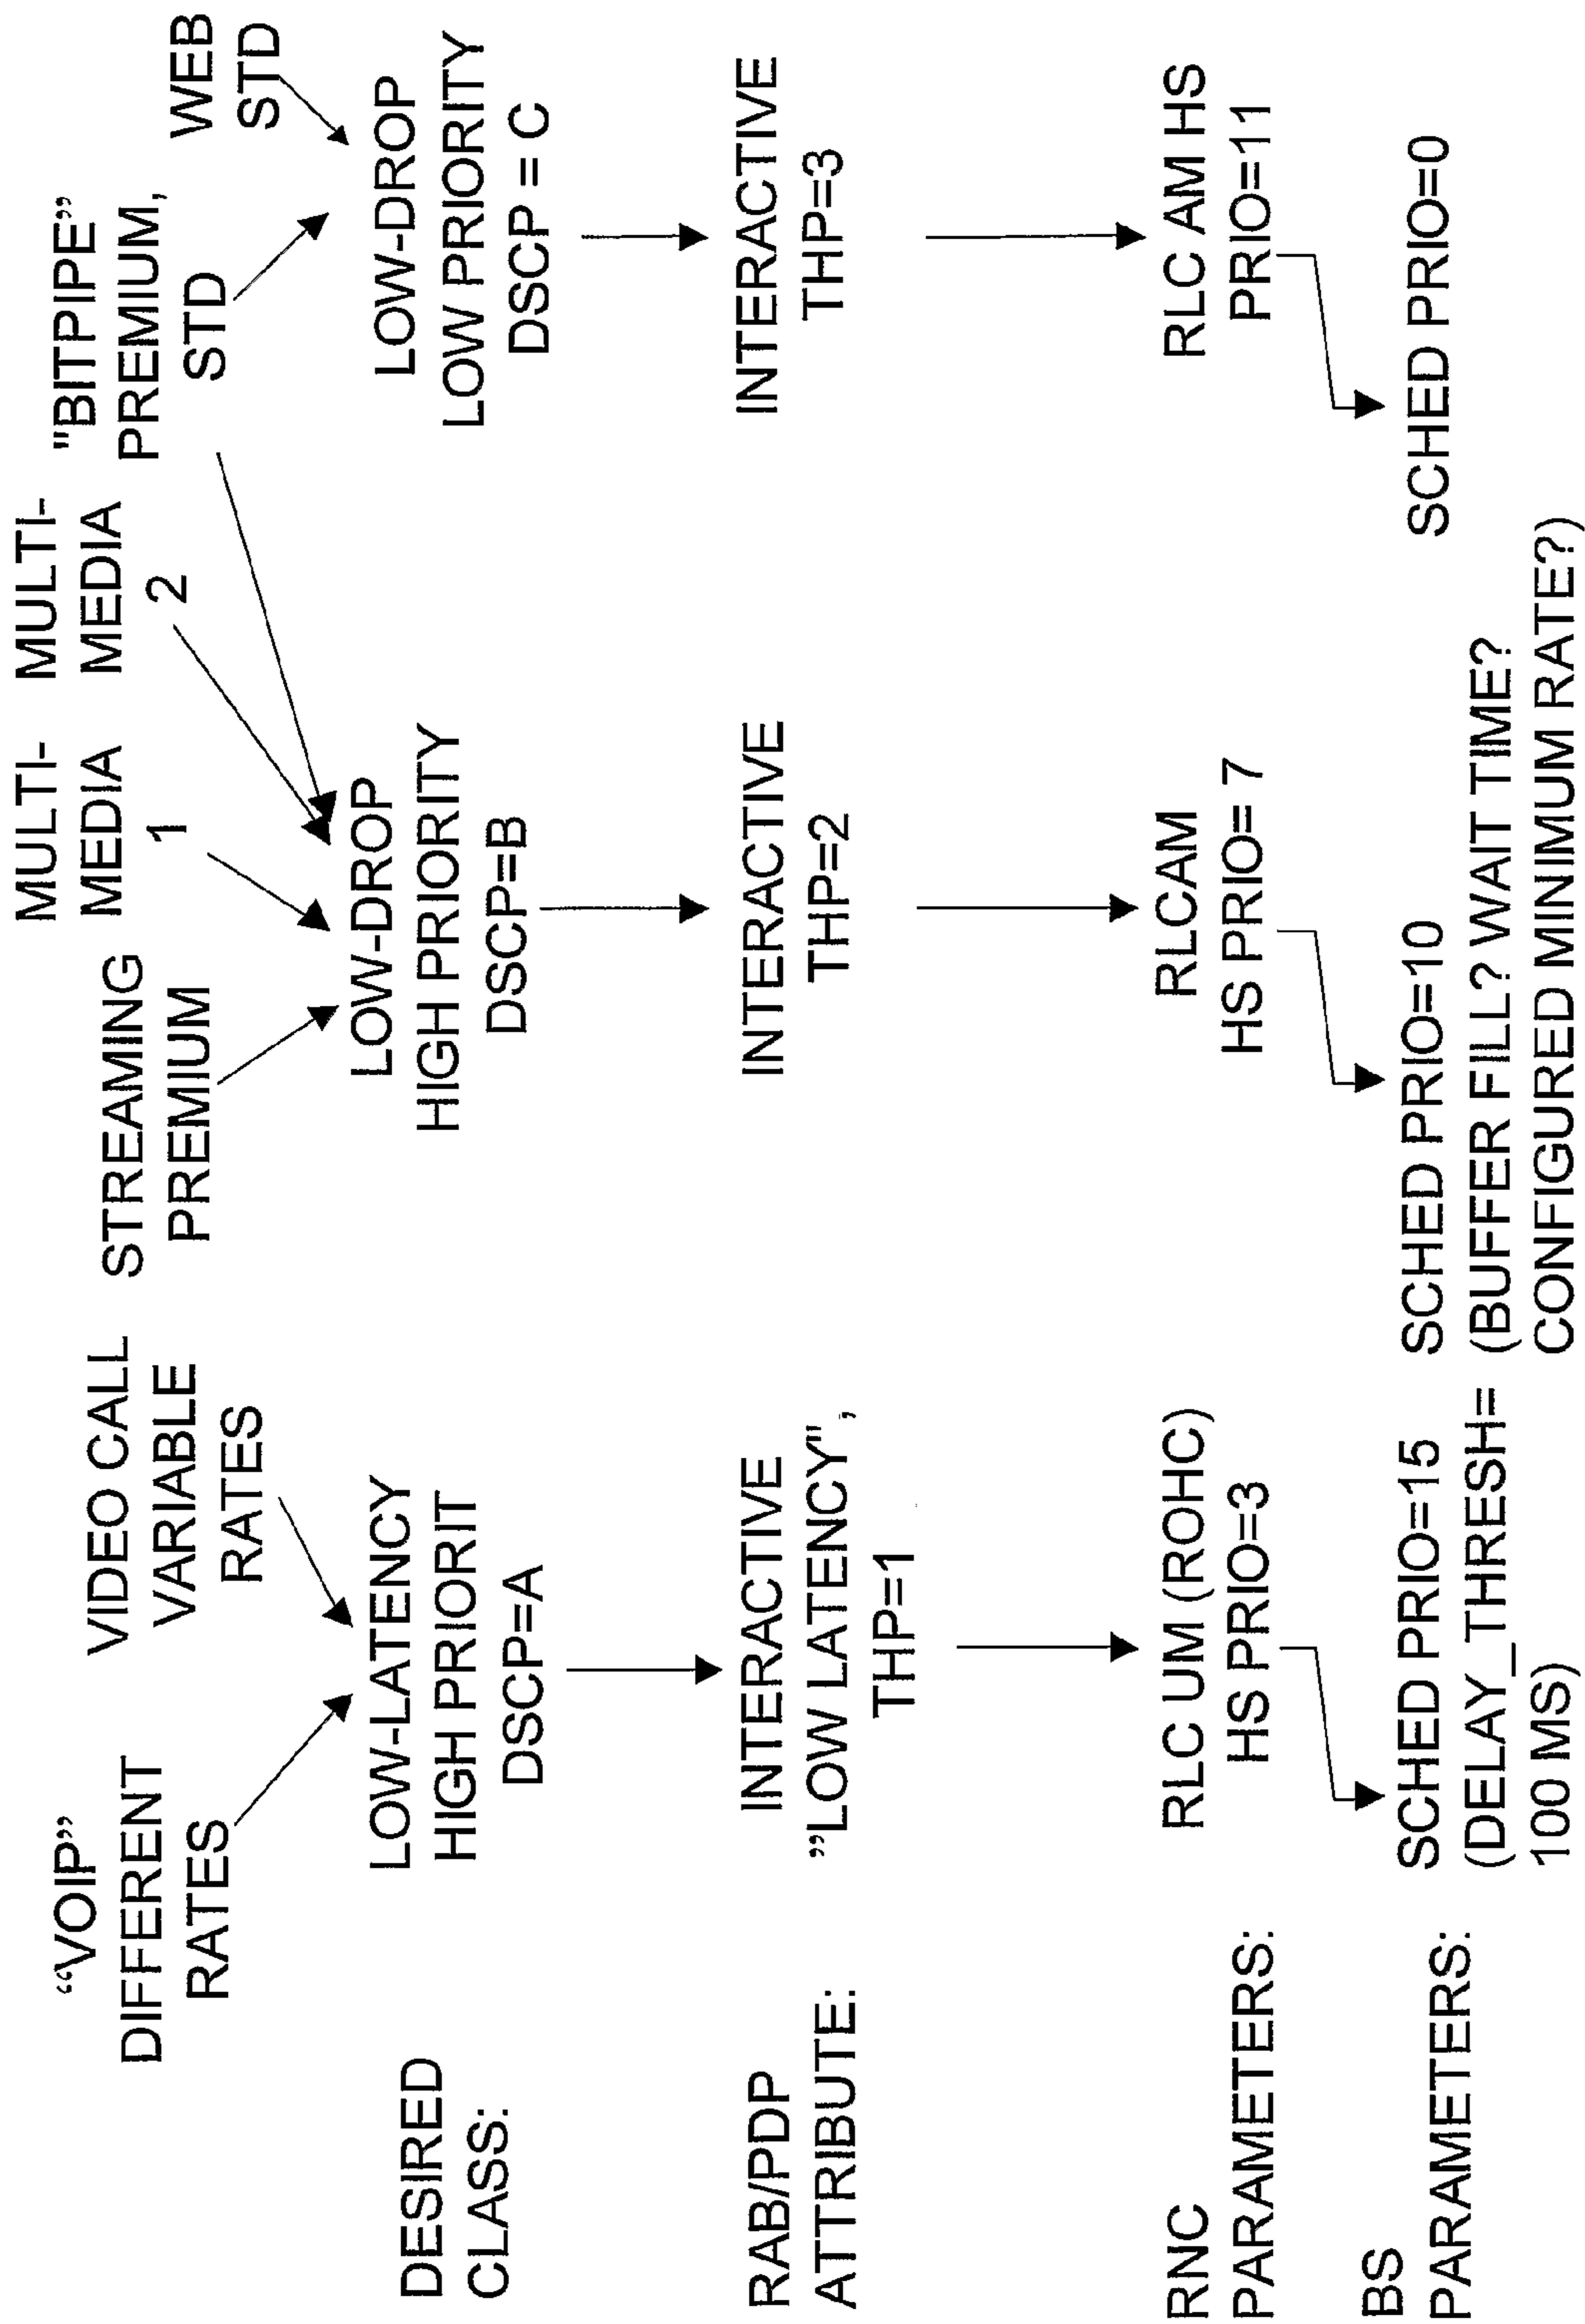 “VOIP”
DIFFERENT
RATES
VIDEO CALL
VARIABLE
RATES
STREAMING
PREMIUM
MULTI-
MEDIA
1
MULTI-
MEDIA
2
"BITPIPE”
PREMIUM,
STD
WEB
STD
DESIRED
CLASS:
LOW-LATENCY
HIGH PRIORIT
DSCP=A
LOW-DROP
HIGH PRIORITY
DSCP=B
LOW-DROP
LOW PRIORITY
DSCP = C
RAB/PDP
ATTRIBUTE:
INTERACTIVE
”LOW LATENCY”,
THP=1
INTERACTIVE
THP=2
INTERACTIVE
THP=3
RNC
PARAMETERS:
RLC UM (ROHC)
HS PRIO=3
RLCAM
HS PRIO= 7
RLC AM HS
PRIO=11
BS
PARAMETERS:
SCHED PRIO=15
(DELAY_THRESH=
100 MS)
SCHED PRIO=10
(BUFFER FILL? WAIT TIME?
CONFIGURED MINIMUM RATE?)
SCHED PRIO=0